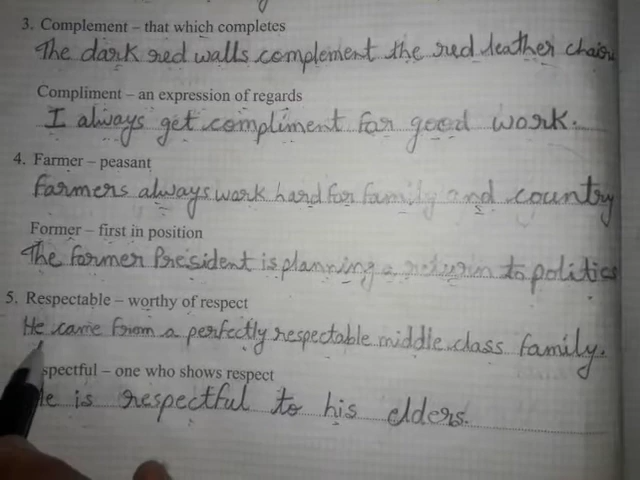 3. Complement – that which completes
The dark red walls complement the red leather chairs
Compliment – an expression of regards
I always get compliment for good work.
4. Farmer – peasant
Farmers always work hard for family and country
Former – first in position
The former President is planning a return to politics
5. Respectable – worthy of respect
He came from a perfectly respectable middle class family.
spectful – one who shows respect
He is respectful to his elders.